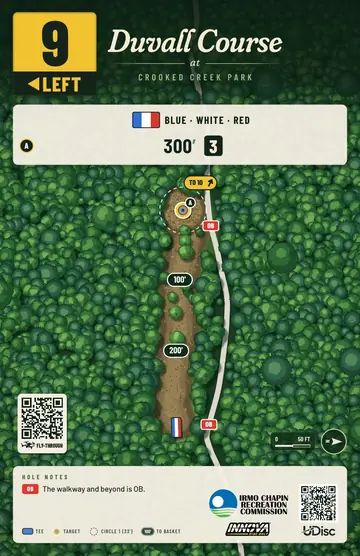 9
Duvall Course
at
CROOKED CREEK PARK
LEFT
BLUE · WHITE · RED
A
300' 3
TO 10
A
OB
100'
200'
OB
FLY-THROUGH
0 50 FT
N
HOLE NOTES
OB The walkway and beyond is OB.
IRMO CHAPIN
RECREATION
COMMISSION
TEE TARGET CIRCLE 1 (33') 100' TO BASKET
INNOVA
UDisc